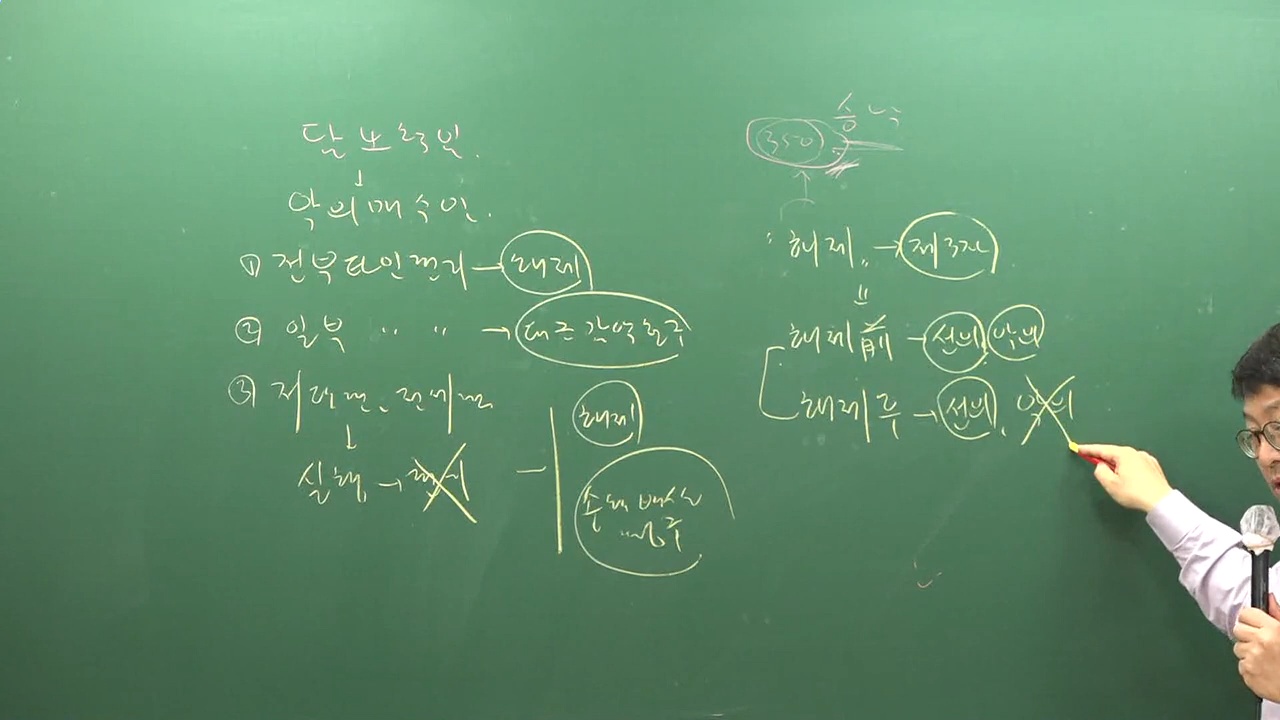 담보책임.
↓
악의매수인.
① 전부타인권리 — 해제
② 일부 〃 〃 → 대금감액청구
③ 저당권, 전세권
↓
실행 →
해제
손해배상
청구
350
승낙
해제 → 제3자
해제前 — 선의 악의
해제후 → 선의. 악의